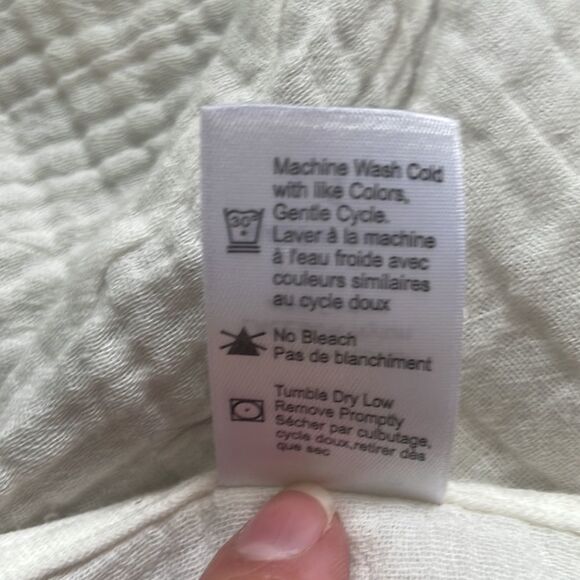 Machine Wash Cold
with like Colors,
Gentle Cycle.
30°
Laver à la machine
à l'eau froide avec
couleurs similaires
au cycle doux
No Bleach
Pas de blanchiment
Tumble Dry Low
Remove Promptly
Sécher par culbutage,
cycle doux,retirer dès
que sec